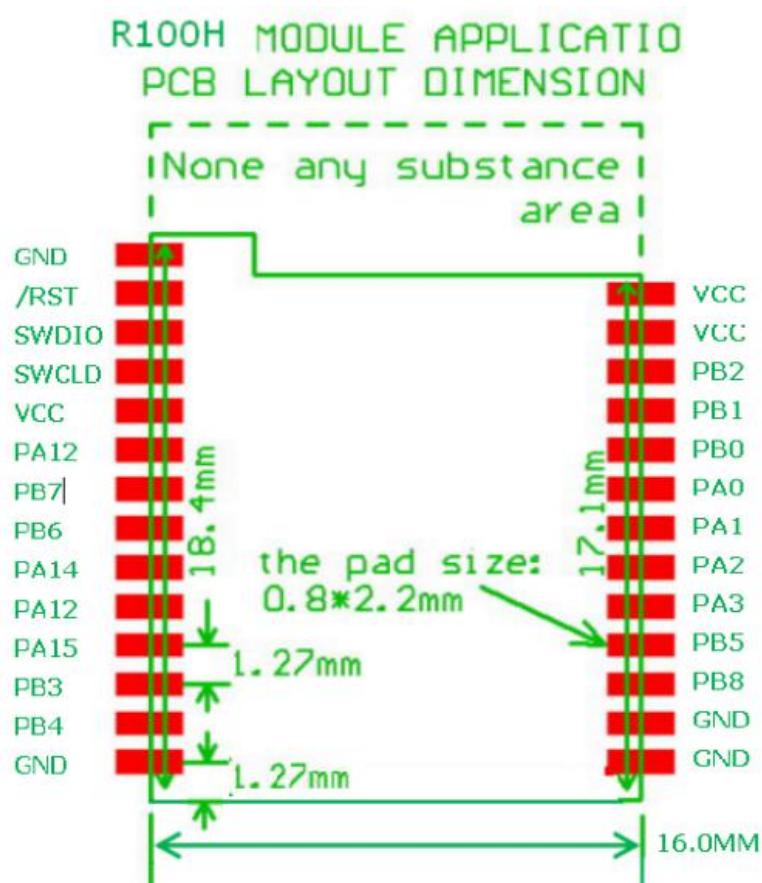 R100H MODULE APPLICATIO
PCB LAYOUT DIMENSION
None any substance
area
GND
/RST
SWDIO
SWCLD
VCC
PA12
PB7
PB6
PA14
PA12
PA15
PB3
PB4
GND
VCC
VCC
PB2
PB1
PB0
PA0
PA1
PA2
PA3
PB5
PB8
GND
GND
18.4mm
17.1mm
the pad size:
0.8*2.2mm
1.27mm
1.27mm
16.0MM